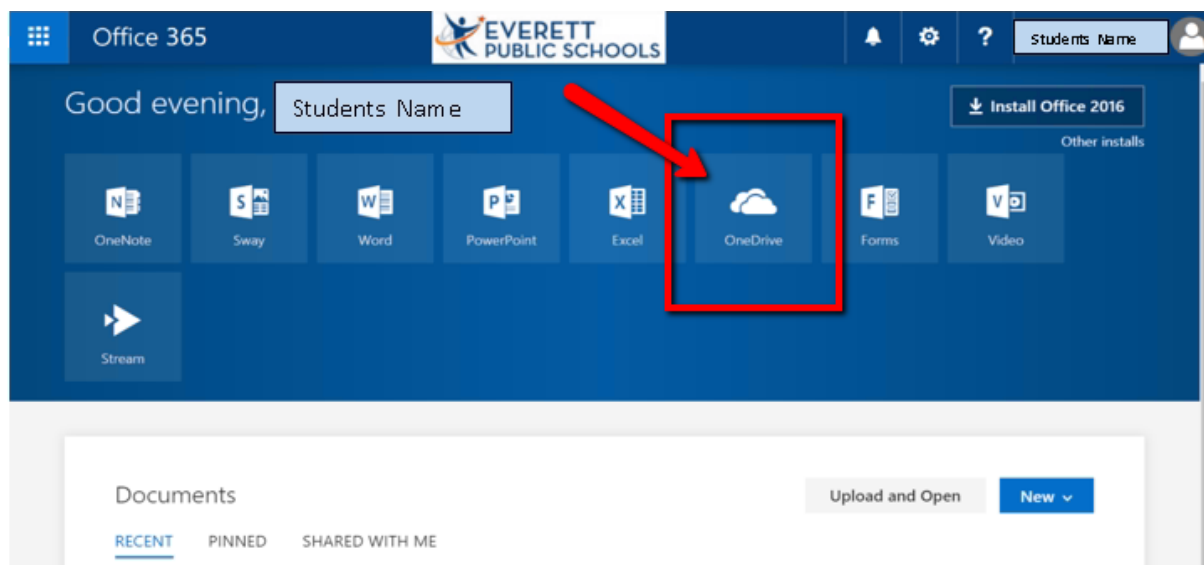 Office 365
EVERETT
PUBLIC SCHOOLS
?
Students Name
Good evening,
Students Name
Install Office 2016
Other installs
N
S
W
P
X
F
V
OneNote
Sway
Word
PowerPoint
Excel
OneDrive
Forms
Video
Stream
Documents
Upload and Open
New
RECENT
PINNED
SHARED WITH ME